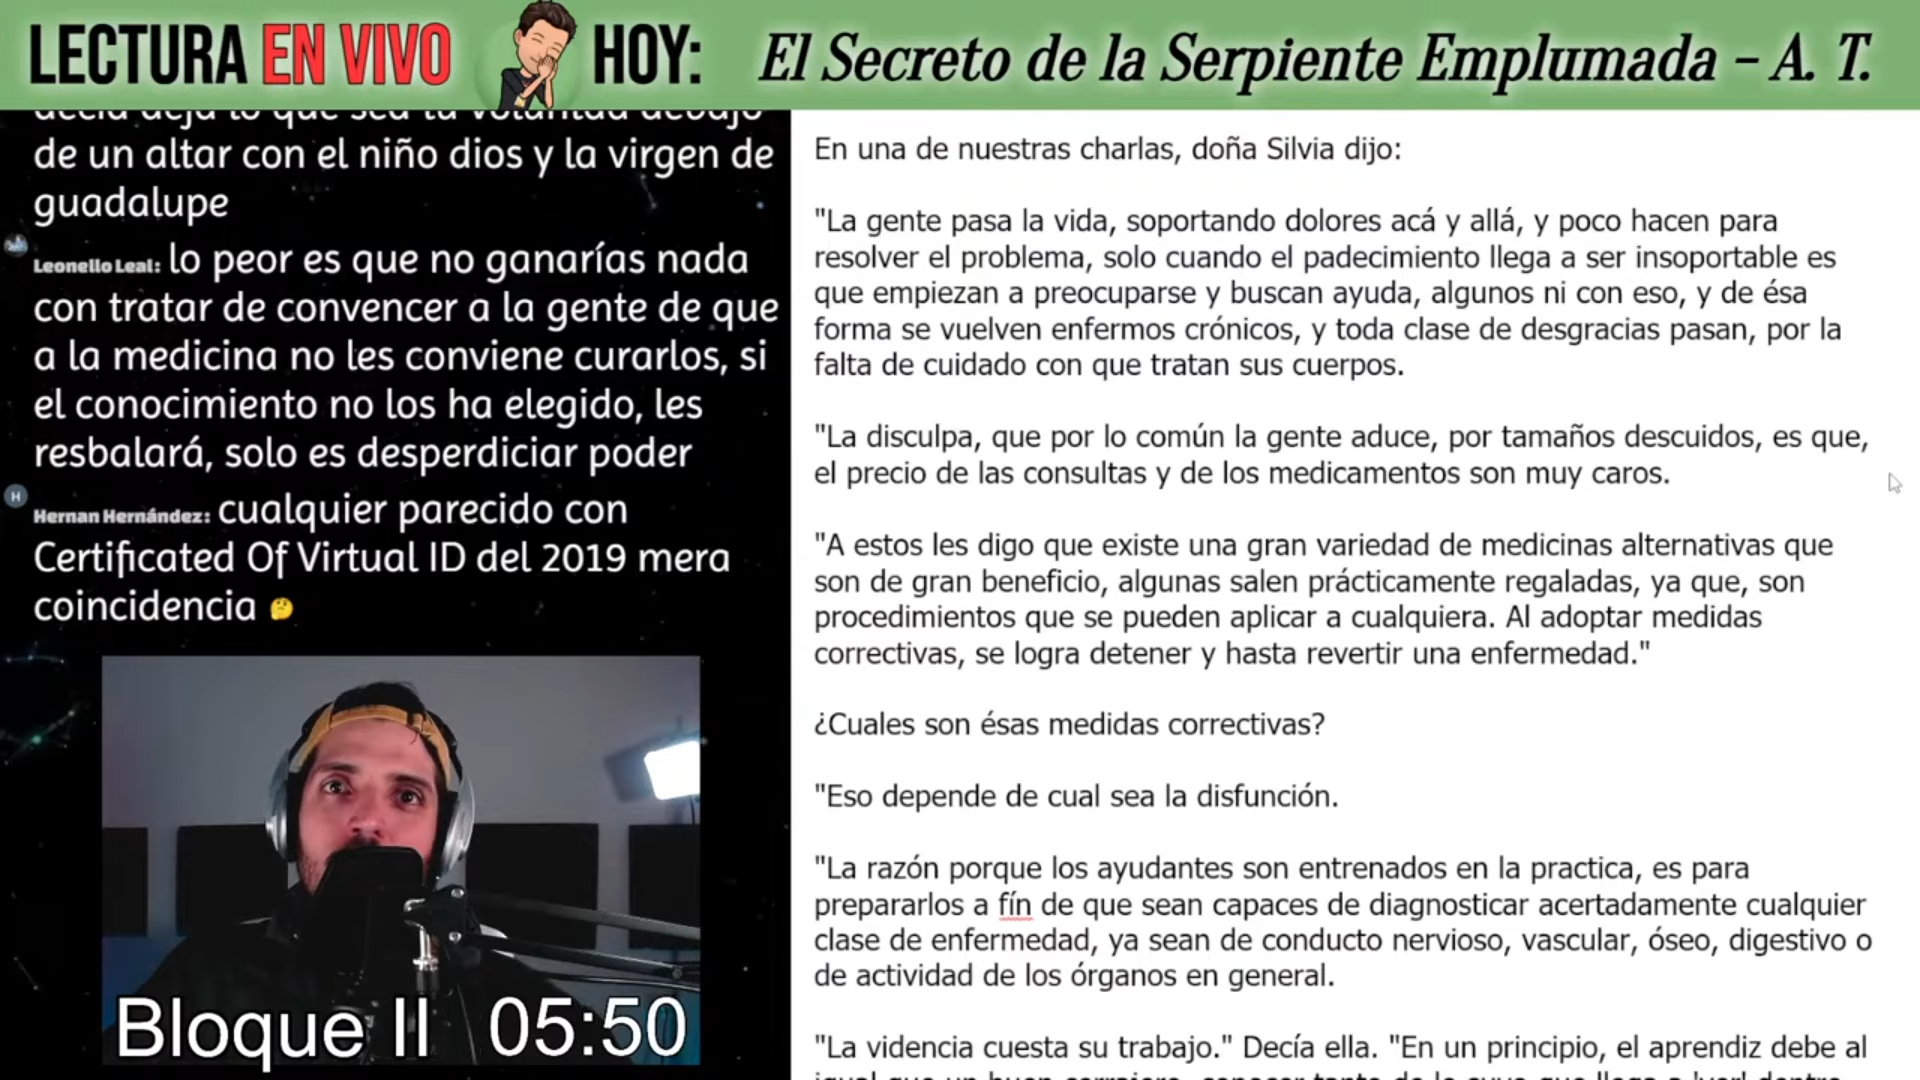 LECTURA EN VIVO HOY: El Secreto de la Serpiente Emplumada - A. T.
decía deja lo que sea tu voluntad debajo
de un altar con el niño dios y la virgen de
guadalupe
Leonello Leal: lo peor es que no ganarías nada
con tratar de convencer a la gente de que
a la medicina no les conviene curarlos, si
el conocimiento no los ha elegido, les
resbalará, solo es desperdiciar poder
H
Hernan Hernández: cualquier parecido con
Certificated Of Virtual ID del 2019 mera
coincidencia 🤔
Bloque II 05:50
En una de nuestras charlas, doña Silvia dijo:
"La gente pasa la vida, soportando dolores acá y allá, y poco hacen para
resolver el problema, solo cuando el padecimiento llega a ser insoportable es
que empiezan a preocuparse y buscan ayuda, algunos ni con eso, y de ésa
forma se vuelven enfermos crónicos, y toda clase de desgracias pasan, por la
falta de cuidado con que tratan sus cuerpos.
"La disculpa, que por lo común la gente aduce, por tamaños descuidos, es que,
el precio de las consultas y de los medicamentos son muy caros.
"A estos les digo que existe una gran variedad de medicinas alternativas que
son de gran beneficio, algunas salen prácticamente regaladas, ya que, son
procedimientos que se pueden aplicar a cualquiera. Al adoptar medidas
correctivas, se logra detener y hasta revertir una enfermedad."
¿Cuales son ésas medidas correctivas?
"Eso depende de cual sea la disfunción.
"La razón porque los ayudantes son entrenados en la practica, es para
prepararlos a fín de que sean capaces de diagnosticar acertadamente cualquier
clase de enfermedad, ya sean de conducto nervioso, vascular, óseo, digestivo o
de actividad de los órganos en general.
"La videncia cuesta su trabajo." Decía ella. "En un principio, el aprendiz debe al